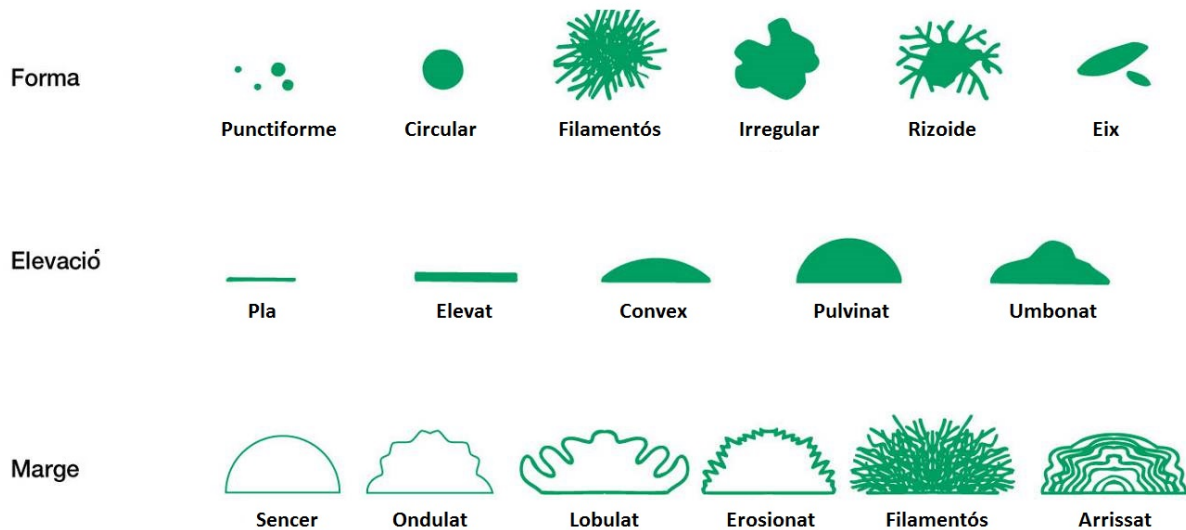 Forma
Punctiforme Circular Filamentós Irregular Rizoide Eix
Elevació
Pla Elevat Convex Pulvinat Umbonat
Marge
Sencer Ondulat Lobulat Erosionat Filamentós Arrissat